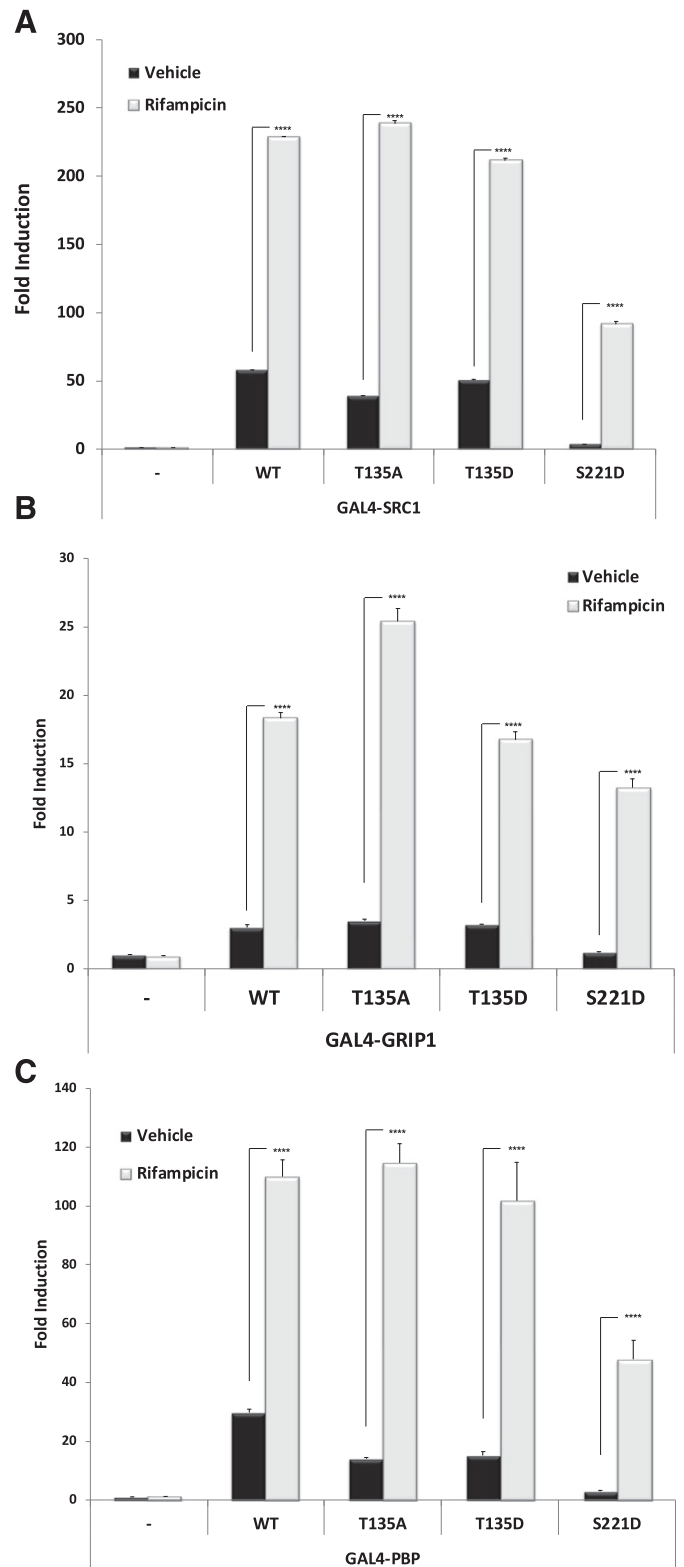 A
300
250
200
150
100
50
0
Fold Induction
Vehicle
Rifampicin
****
****
****
****
- WT T135A T135D S221D
GAL4-SRC1
B
30
25
20
15
10
5
0
Fold Induction
Vehicle
Rifampicin
****
****
****
****
- WT T135A T135D S221D
GAL4-GRIP1
C
140
120
100
80
60
40
20
0
Fold Induction
Vehicle
Rifampicin
****
****
****
****
- WT T135A T135D S221D
GAL4-PBP